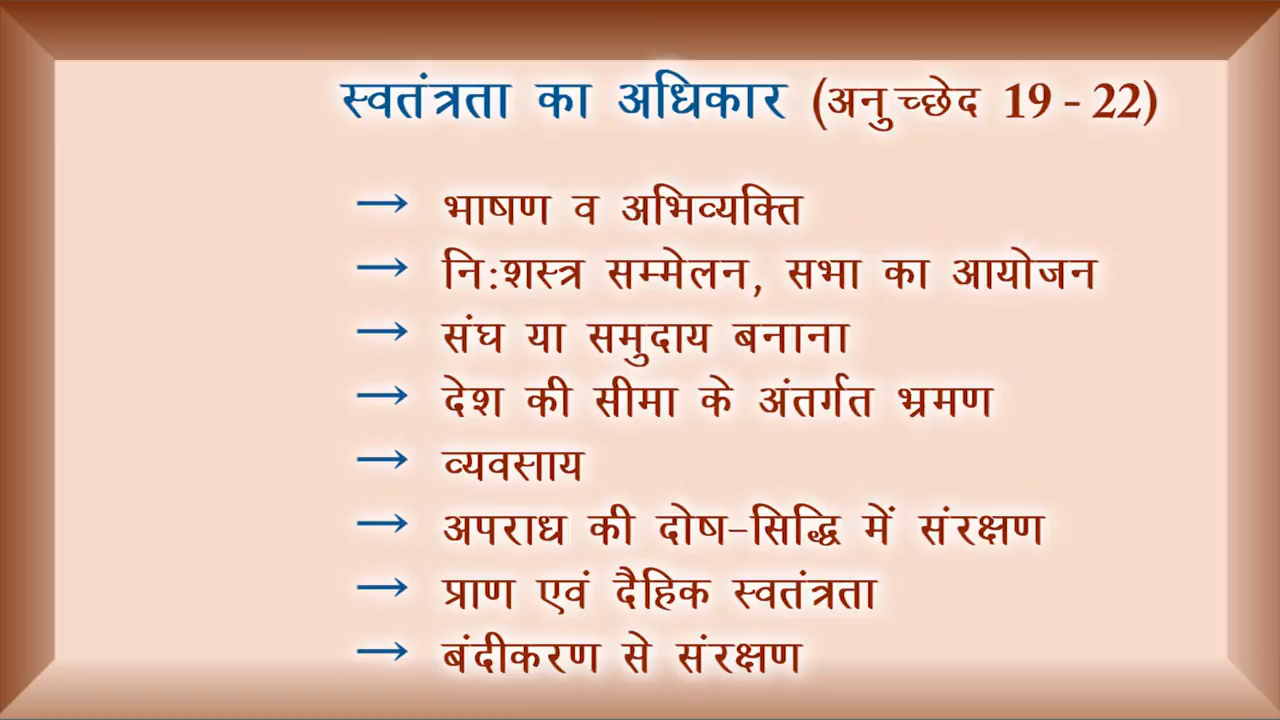 स्वतंत्रता का अधिकार (अनुच्छेद 19 - 22)
→ भाषण व अभिव्यक्ति
→ नि:शस्त्र सम्मेलन, सभा का आयोजन
→ संघ या समुदाय बनाना
→ देश की सीमा के अंतर्गत भ्रमण
→ व्यवसाय
→ अपराध की दोष-सिद्धि में संरक्षण
→ प्राण एवं दैहिक स्वतंत्रता
→ बंदीकरण से संरक्षण